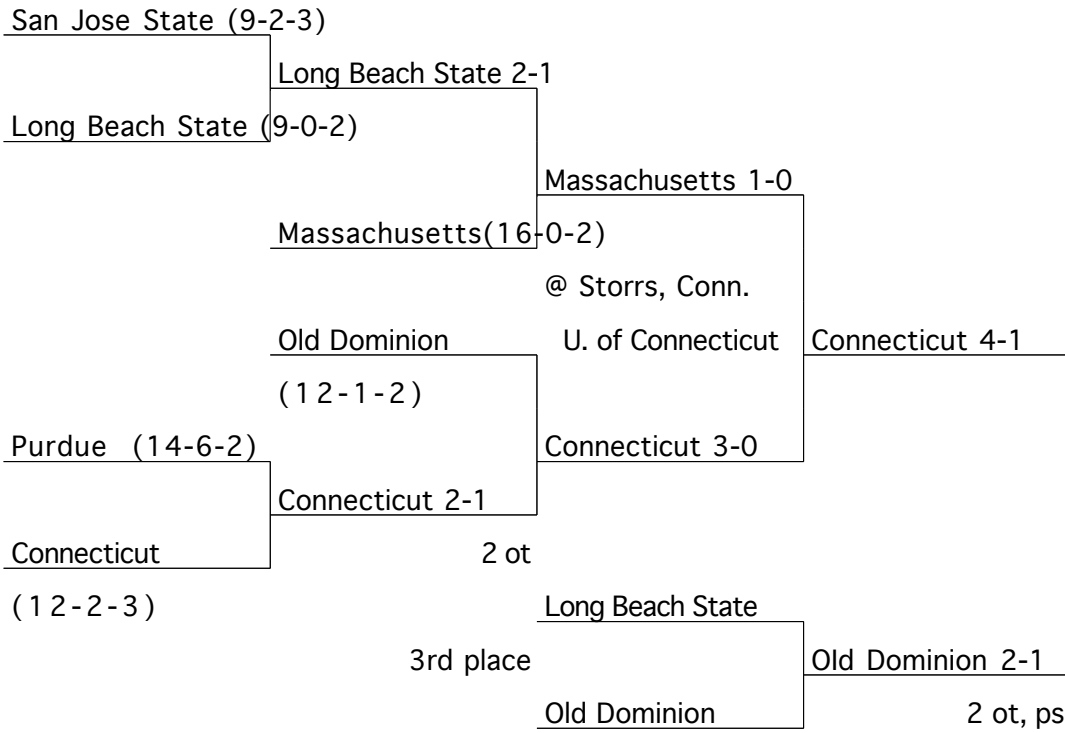 San Jose State (9-2-3)
Long Beach State 2-1
Long Beach State (9-0-2)
Massachusetts 1-0
Massachusetts(16-0-2)
@ Storrs, Conn.
Old Dominion U. of Connecticut Connecticut 4-1
(12-1-2)
Purdue (14-6-2) Connecticut 3-0
Connecticut 2-1
Connecticut 2 ot
(12-2-3) Long Beach State
3rd place Old Dominion 2-1
Old Dominion 2 ot, ps